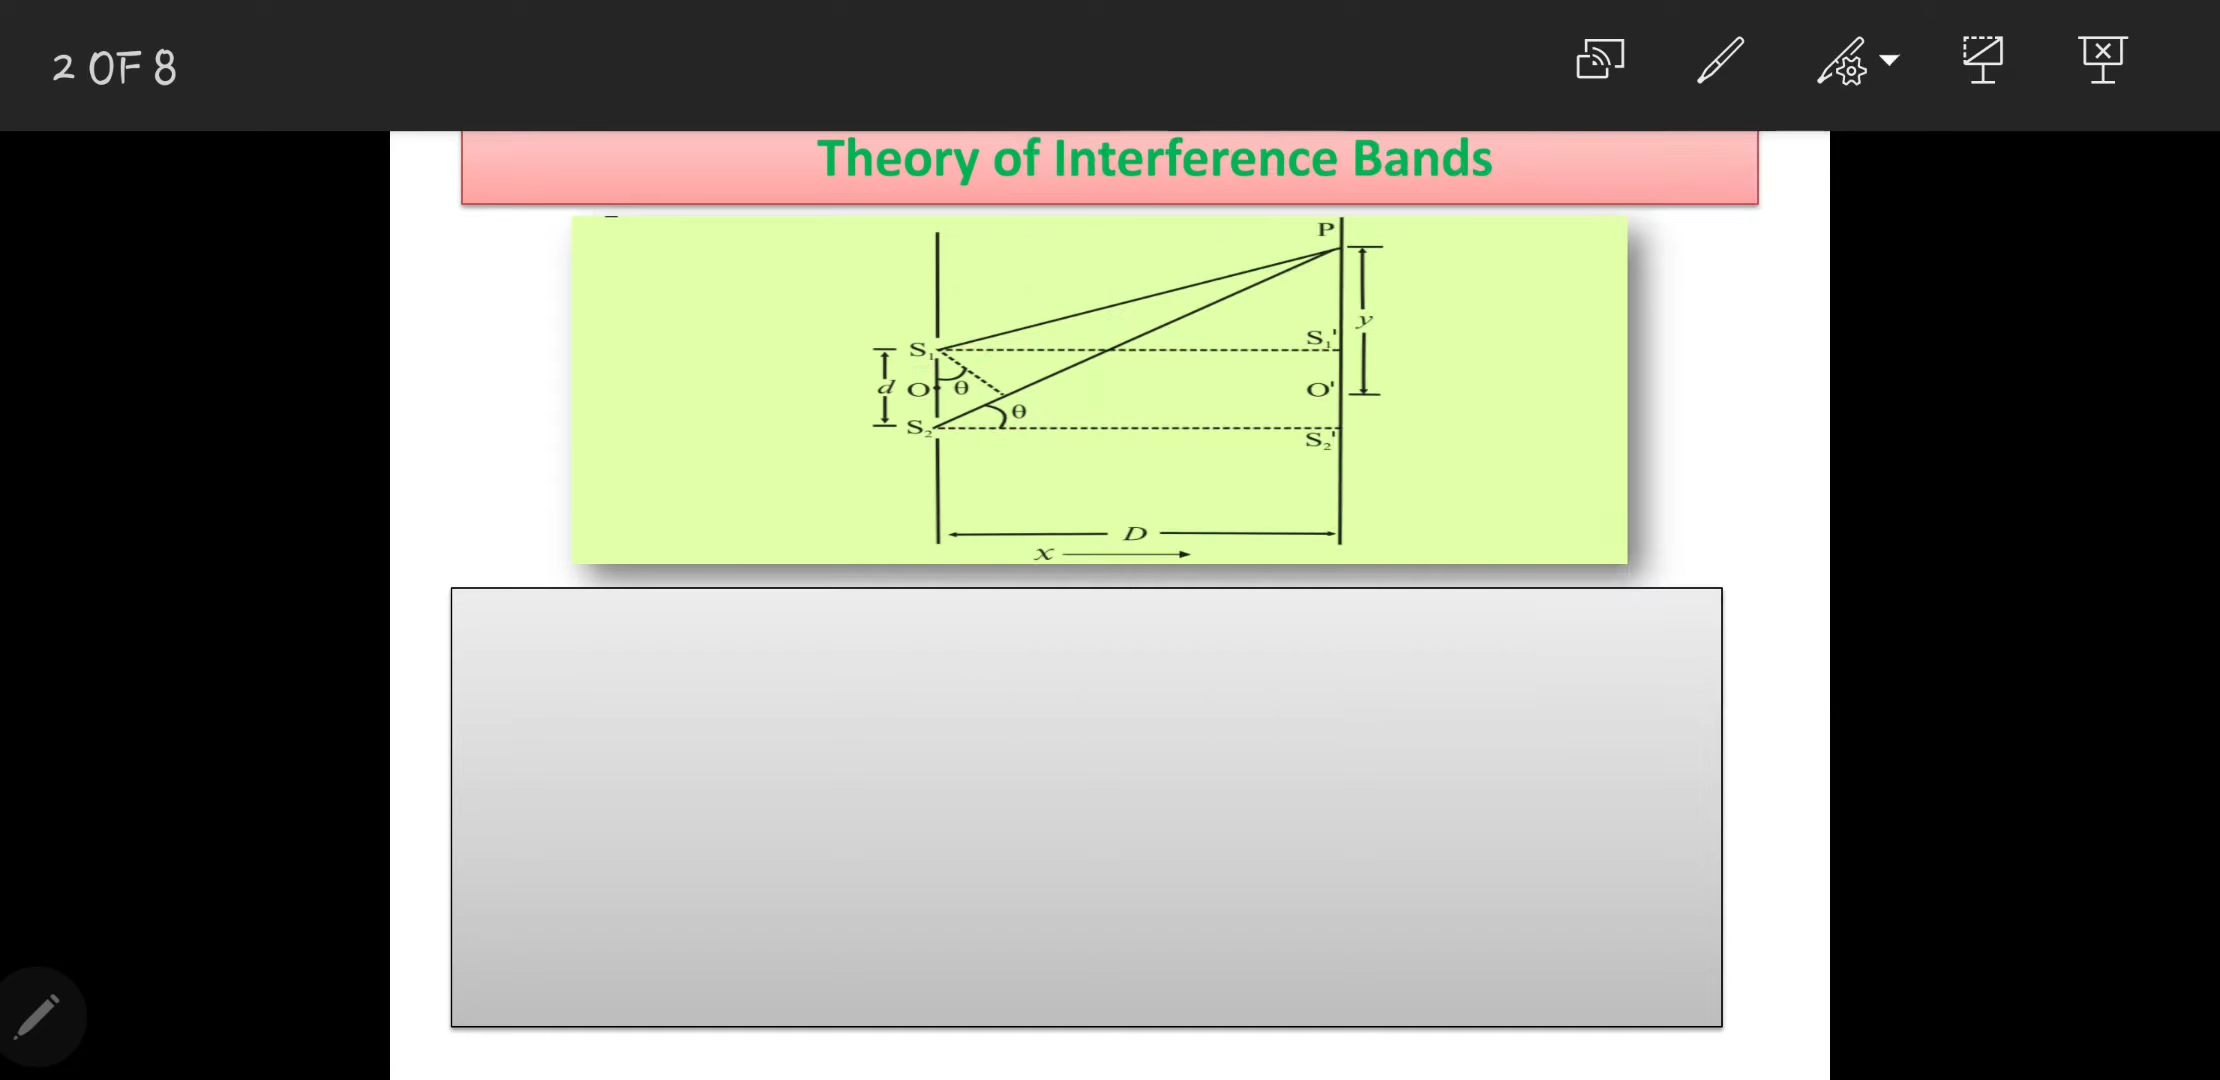 2 OF 8
Theory of Interference Bands
P
y
S₁
S₁'
d
O
θ
O'
θ
S₂
S₂'
D
x